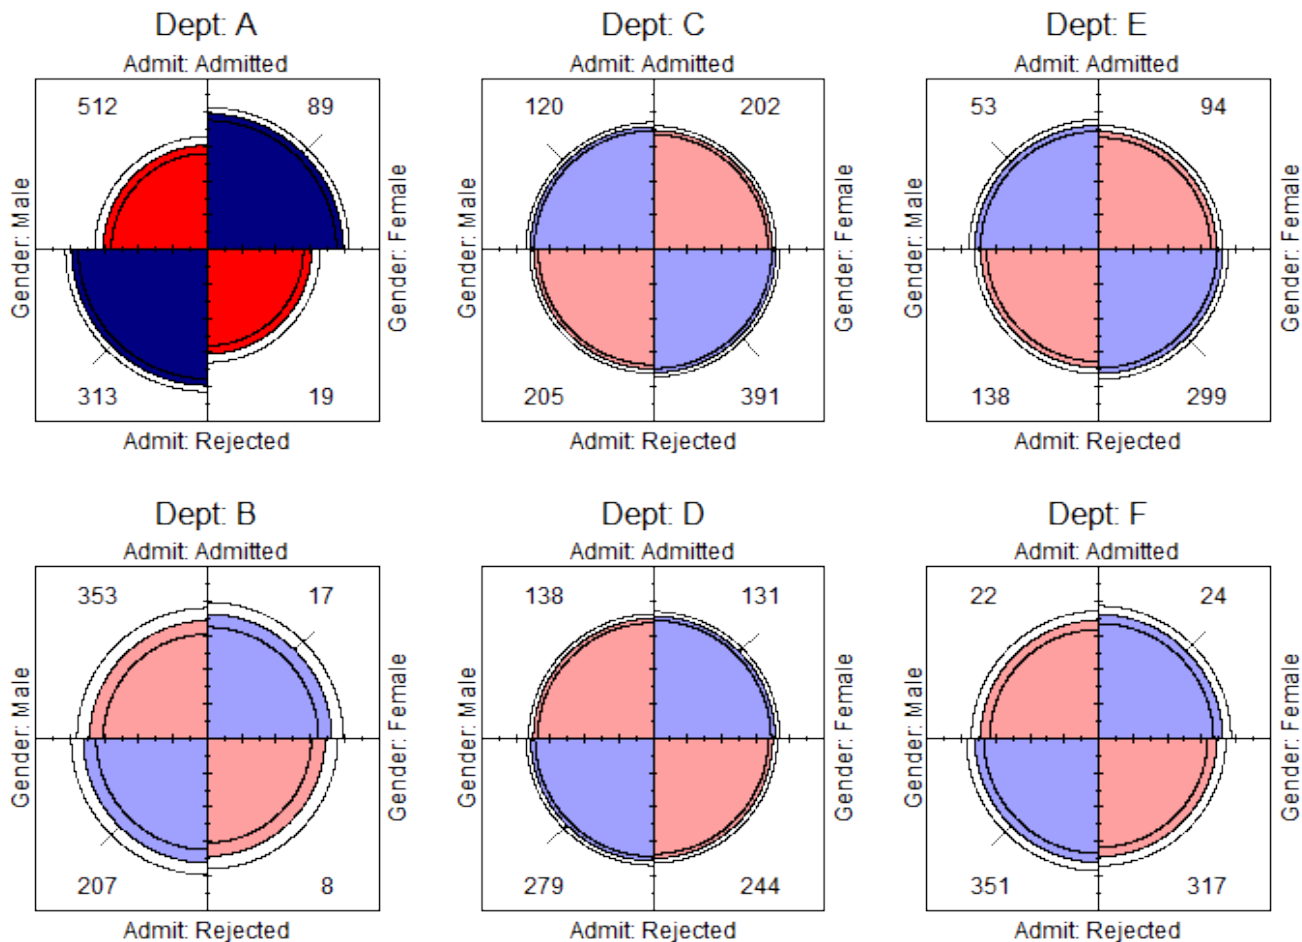 Dept: A
Admit: Admitted
512 89
Gender: Male
Gender: Female
313 19
Admit: Rejected
Dept: C
Admit: Admitted
120 202
Gender: Male
Gender: Female
205 391
Admit: Rejected
Dept: E
Admit: Admitted
53 94
Gender: Male
Gender: Female
138 299
Admit: Rejected
Dept: B
Admit: Admitted
353 17
Gender: Male
Gender: Female
207 8
Admit: Rejected
Dept: D
Admit: Admitted
138 131
Gender: Male
Gender: Female
279 244
Admit: Rejected
Dept: F
Admit: Admitted
22 24
Gender: Male
Gender: Female
351 317
Admit: Rejected